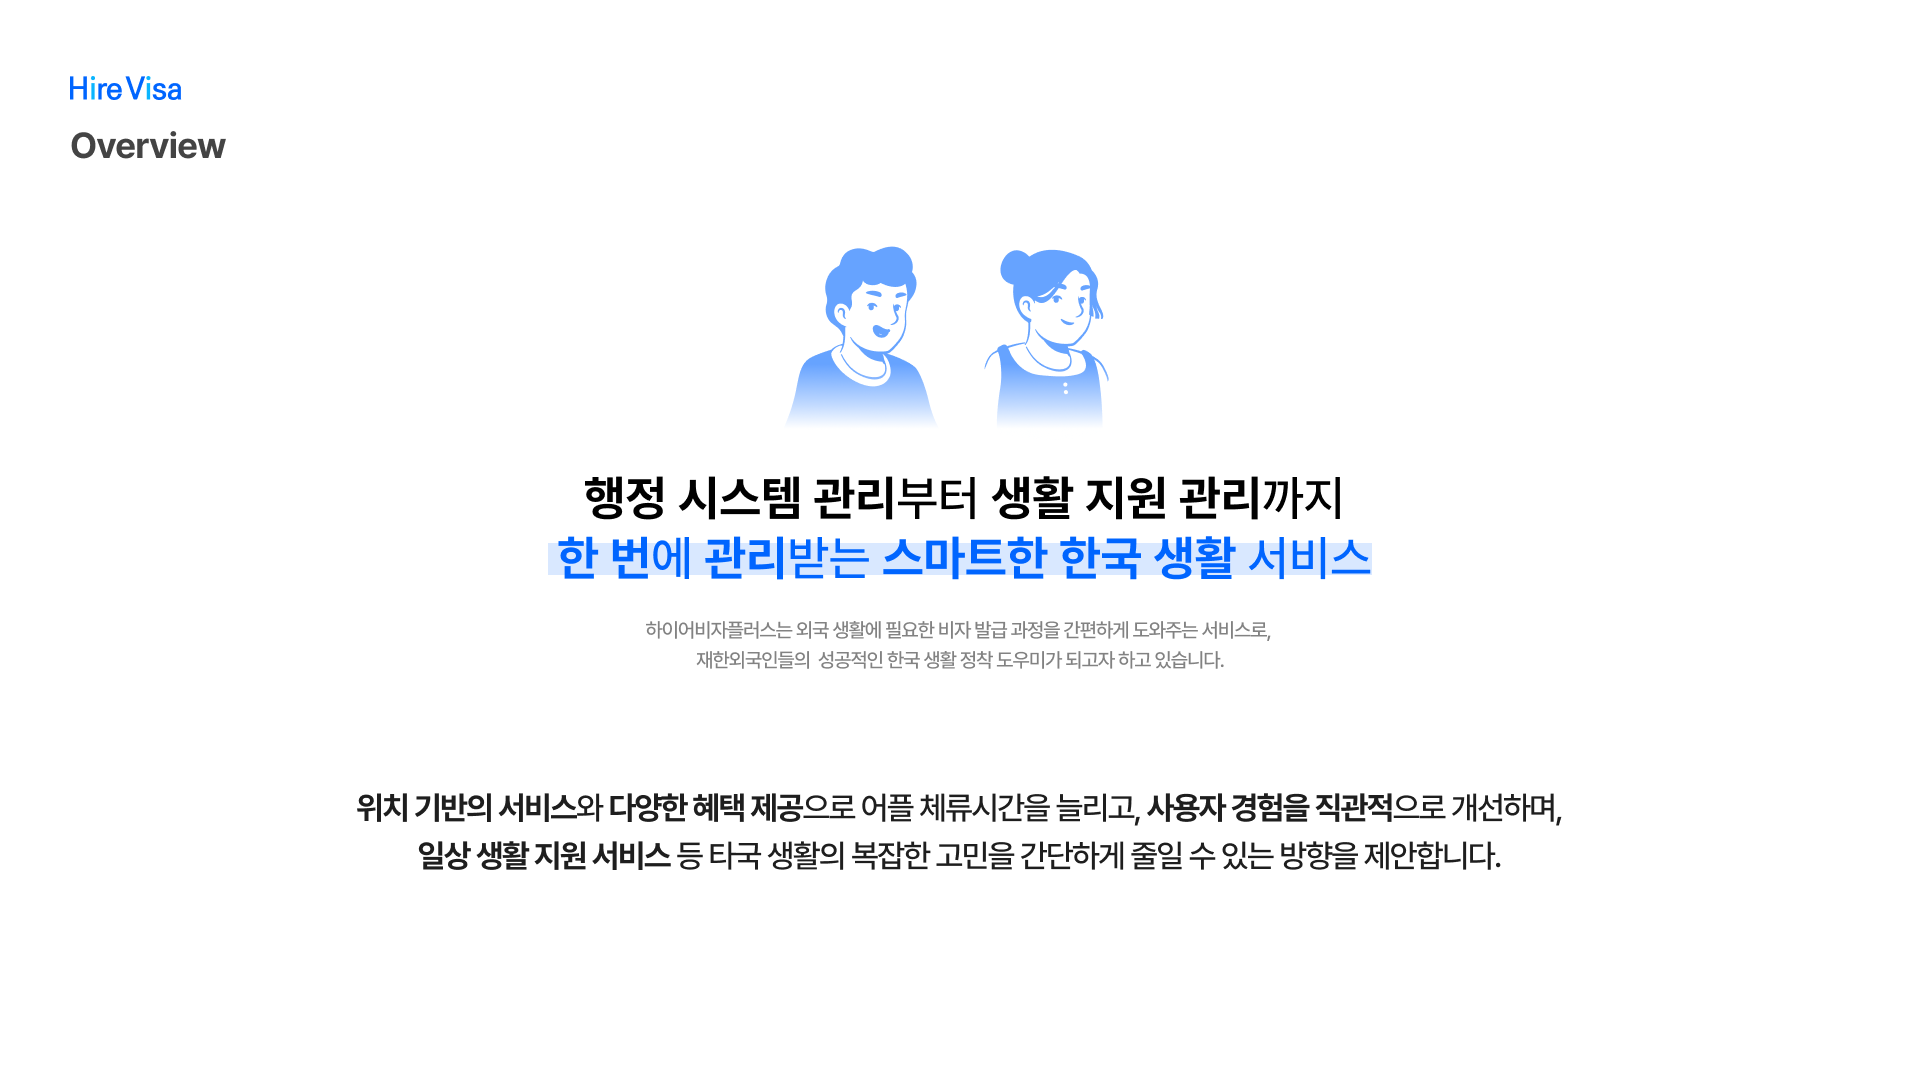 Hire Visa
Overview
행정 시스템 관리부터 생활 지원 관리까지
한 번에 관리받는 스마트한 한국 생활 서비스
하이어비자플러스는 외국 생활에 필요한 비자 발급 과정을 간편하게 도와주는 서비스로,
재한외국인들의 성공적인 한국 생활 정착 도우미가 되고자 하고 있습니다.
위치 기반의 서비스와 다양한 혜택 제공으로 어플 체류시간을 늘리고, 사용자 경험을 직관적으로 개선하며,
일상 생활 지원 서비스 등 타국 생활의 복잡한 고민을 간단하게 줄일 수 있는 방향을 제안합니다.